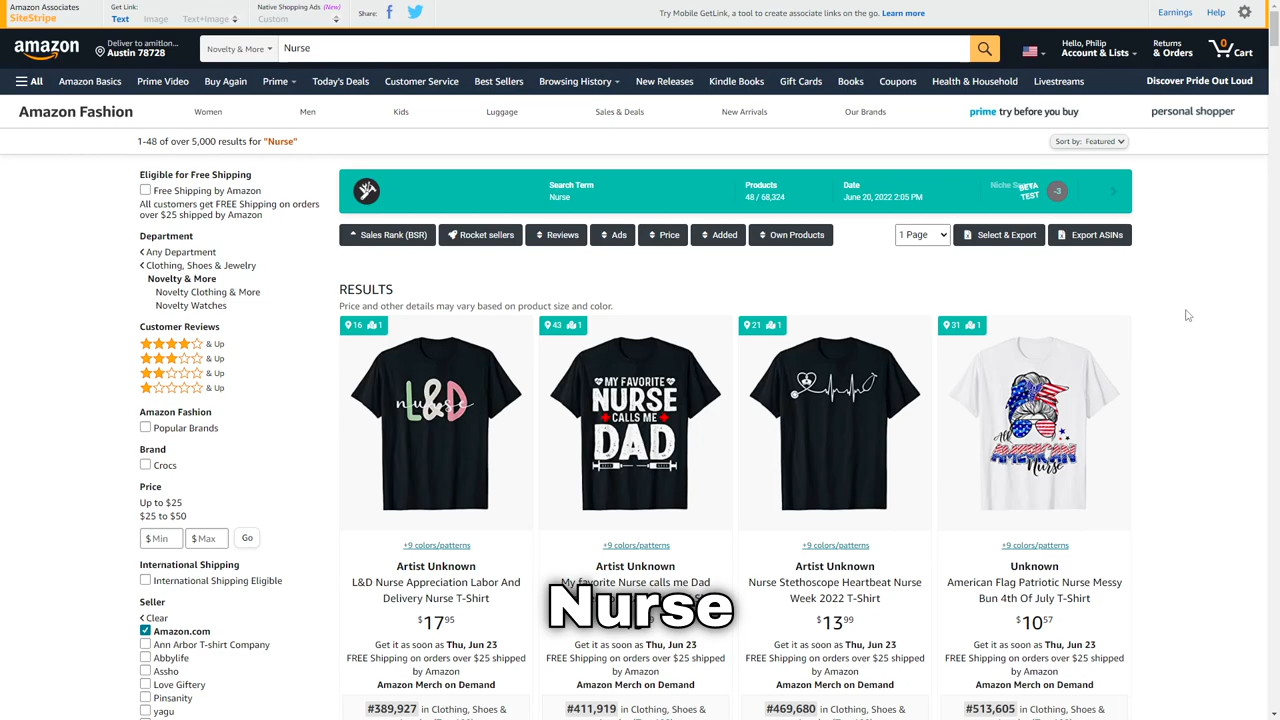 Amazon Associates
SiteStripe
Get Link:
Text
Image
Text+Image
Native Shopping Ads (New)
Custom
Share:
Try Mobile GetLink, a tool to create associate links on the go. Learn more
Earnings
Help
amazon
Deliver to amitlon...
Austin 78728
Novelty & More
Nurse
Hello, Philip
Account & Lists
Returns
& Orders
0
Cart
All
Amazon Basics
Prime Video
Buy Again
Prime
Today's Deals
Customer Service
Best Sellers
Browsing History
New Releases
Kindle Books
Gift Cards
Books
Coupons
Health & Household
Livestreams
Discover Pride Out Loud
Amazon Fashion
Women
Men
Kids
Luggage
Sales & Deals
New Arrivals
Our Brands
prime try before you buy
personal shopper
1-48 of over 5,000 results for "Nurse"
Sort by: Featured
Eligible for Free Shipping
Free Shipping by Amazon
All customers get FREE Shipping on orders
over $25 shipped by Amazon
Department
Any Department
Clothing, Shoes & Jewelry
Novelty & More
Novelty Clothing & More
Novelty Watches
Customer Reviews
& Up
& Up
& Up
& Up
Amazon Fashion
Popular Brands
Brand
Crocs
Price
Up to $25
$25 to $50
$ Min
$ Max
Go
International Shipping
International Shipping Eligible
Seller
Clear
Amazon.com
Ann Arbor T-shirt Company
Abbylife
Assho
Love Giftery
Pinsanity
yagu
Search Term
Nurse
Products
48 / 68,324
Date
June 20, 2022 2:05 PM
BETA
TEST
-3
Sales Rank (BSR)
Rocket sellers
Reviews
Ads
Price
Added
Own Products
1 Page
Select & Export
Export ASINs
RESULTS
Price and other details may vary based on product size and color.
16 1
L&D
nurse
+9 colors/patterns
Artist Unknown
L&D Nurse Appreciation Labor And
Delivery Nurse T-Shirt
$17.95
Get it as soon as Thu, Jun 23
FREE Shipping on orders over $25 shipped
by Amazon
Amazon Merch on Demand
#389,927 in Clothing, Shoes &
43 1
MY FAVORITE
NURSE
CALLS ME
DAD
+9 colors/patterns
Artist Unknown
My favorite Nurse calls me Dad
Nurse
Get it as soon as Thu, Jun 23
FREE Shipping on orders over $25 shipped
by Amazon
Amazon Merch on Demand
#411,919 in Clothing, Shoes &
21 1
+9 colors/patterns
Artist Unknown
Nurse Stethoscope Heartbeat Nurse
Week 2022 T-Shirt
$13.99
Get it as soon as Thu, Jun 23
FREE Shipping on orders over $25 shipped
by Amazon
Amazon Merch on Demand
#469,680 in Clothing, Shoes &
31 1
All
AMERICAN
Nurse
+9 colors/patterns
Unknown
American Flag Patriotic Nurse Messy
Bun 4th Of July T-Shirt
$10.57
Get it as soon as Thu, Jun 23
FREE Shipping on orders over $25 shipped
by Amazon
Amazon Merch on Demand
#513,605 in Clothing, Shoes &